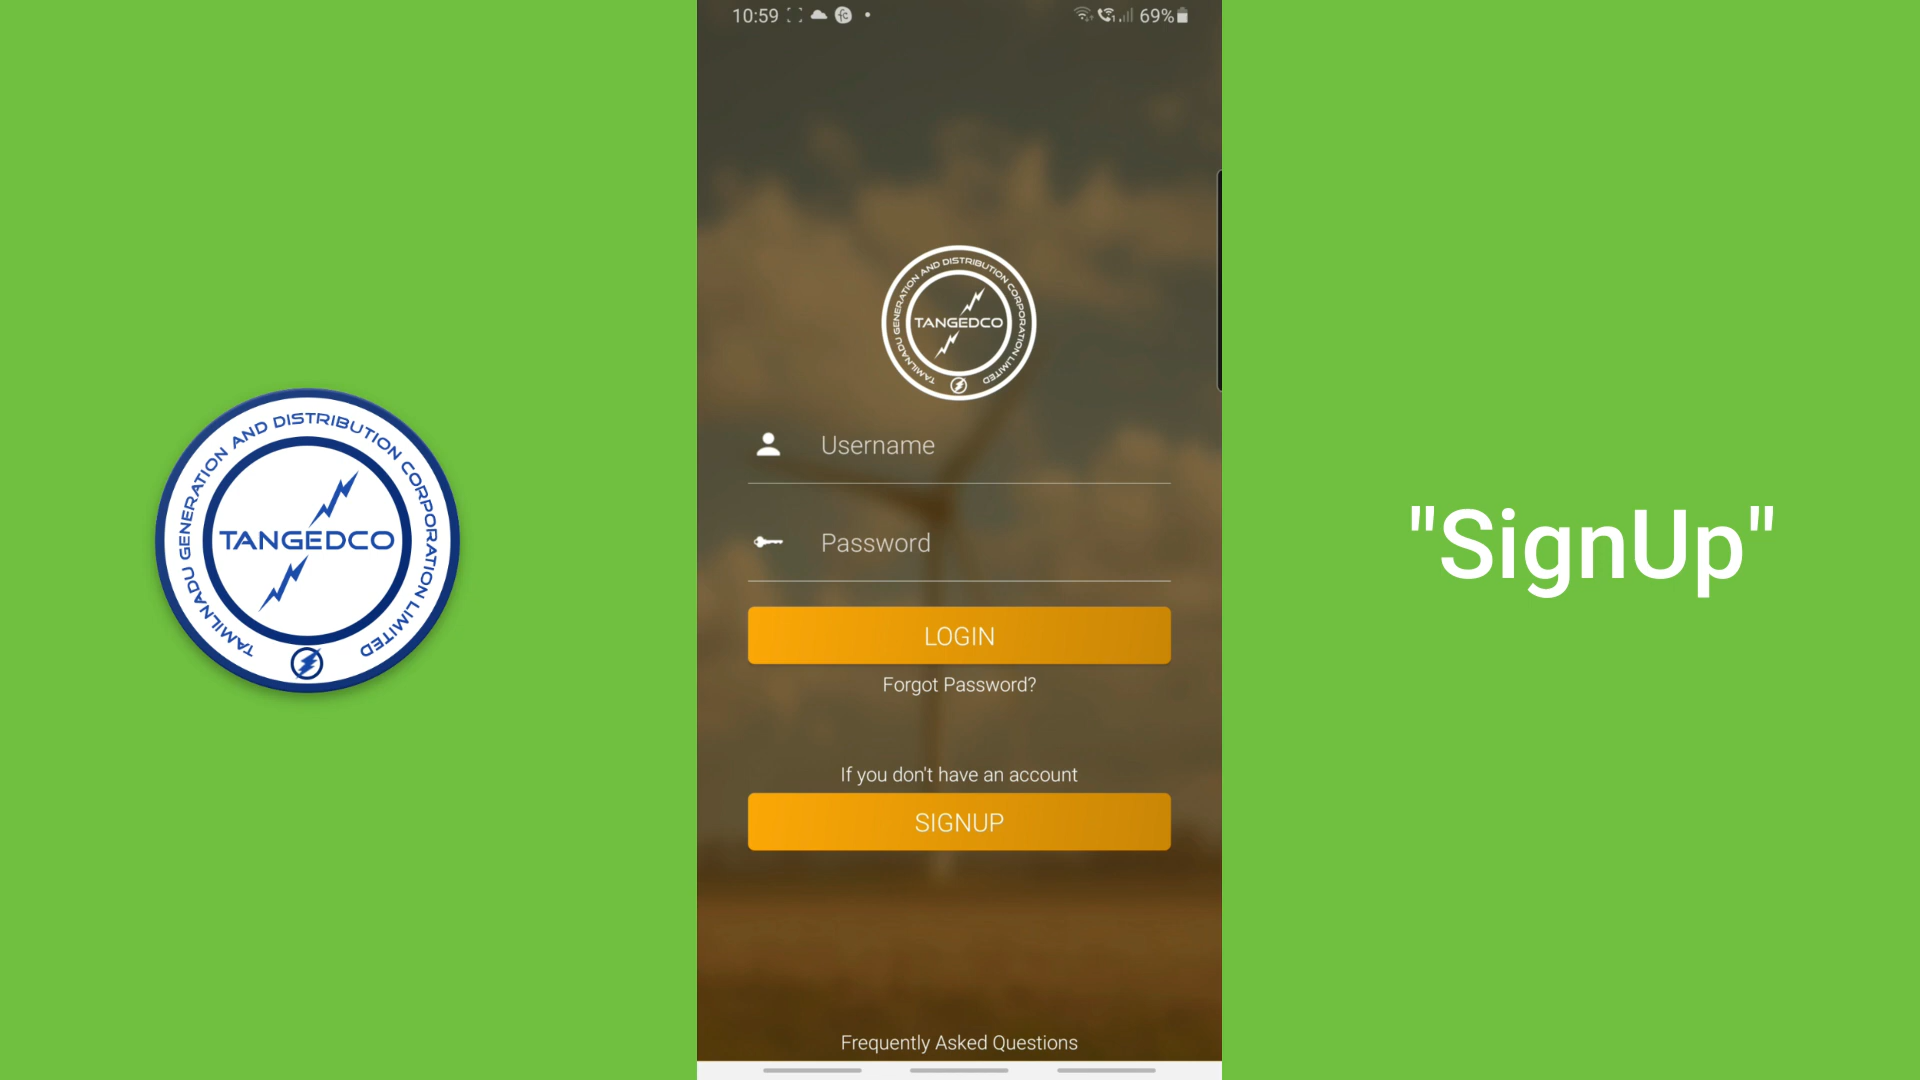 10:59
69%
TAMILNADU GENERATION AND DISTRIBUTION CORPORATION LIMITED
TANGEDCO
TAMILNADU GENERATION AND DISTRIBUTION CORPORATION LIMITED
TANGEDCO
Username
Password
LOGIN
Forgot Password?
If you don't have an account
SIGNUP
Frequently Asked Questions
"SignUp"